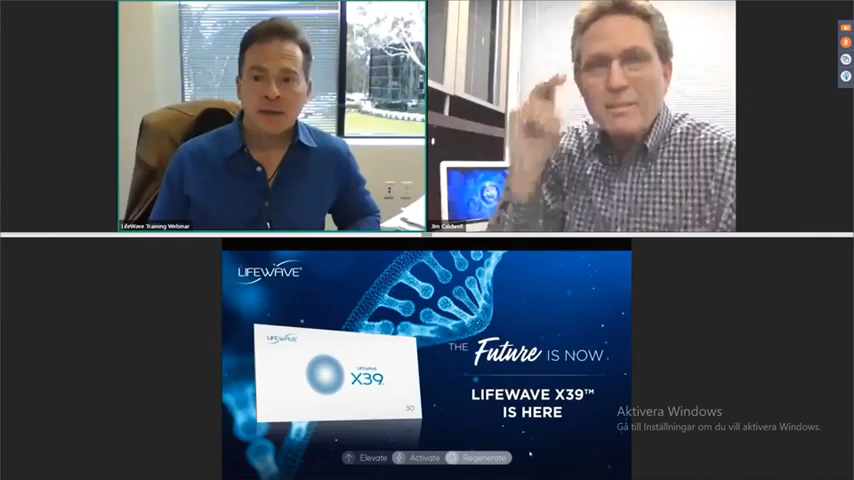 LifeWave Training Webinar
Jim Caldwell
LIFEWAVE®
LIFEWAVE
LIFEWAVE
X39
30
THE Future IS NOW
LIFEWAVE X39™
IS HERE
Elevate Activate Regenerate
Aktivera Windows
Gå till Inställningar om du vill aktivera Windows.